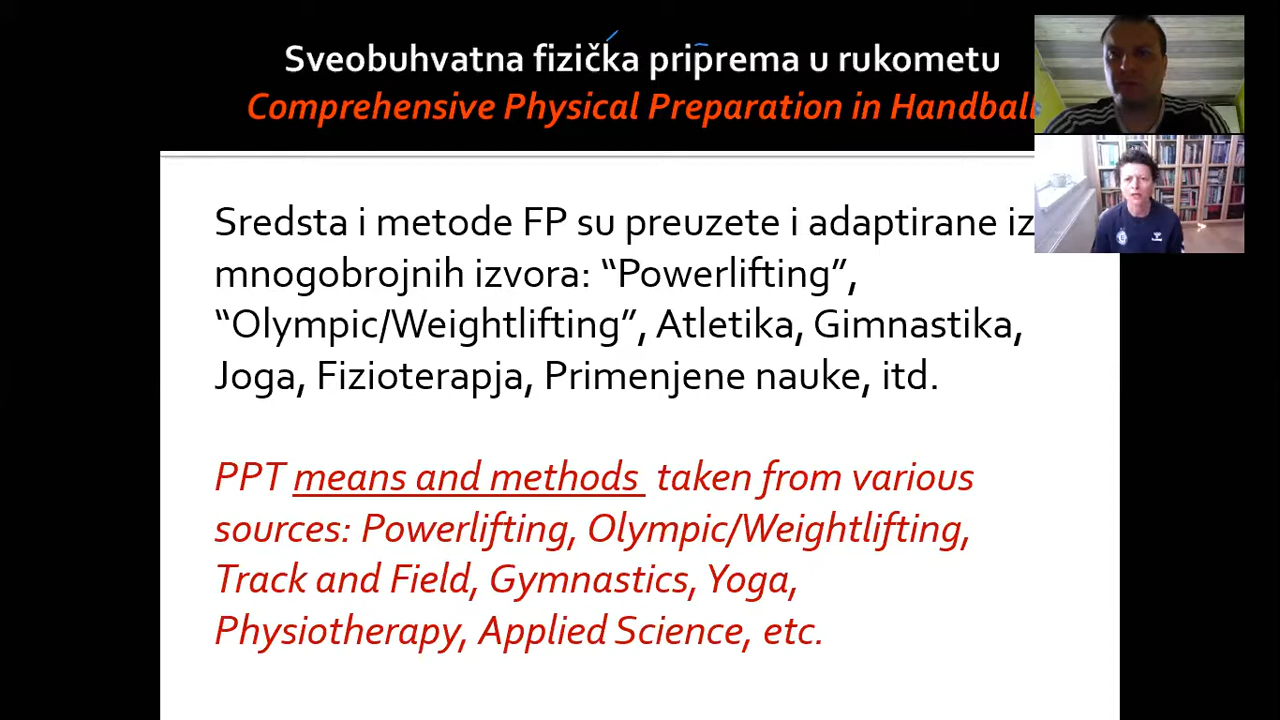 Sveobuhvatna fizička priprema u rukometu
Comprehensive Physical Preparation in Handball
Sredsta i metode FP su preuzete i adaptirane iz
mnogobrojnih izvora: “Powerlifting”,
“Olympic/Weightlifting”, Atletika, Gimnastika,
Joga, Fizioterapja, Primenjene nauke, itd.
PPT means and methods taken from various
sources: Powerlifting, Olympic/Weightlifting,
Track and Field, Gymnastics, Yoga,
Physiotherapy, Applied Science, etc.